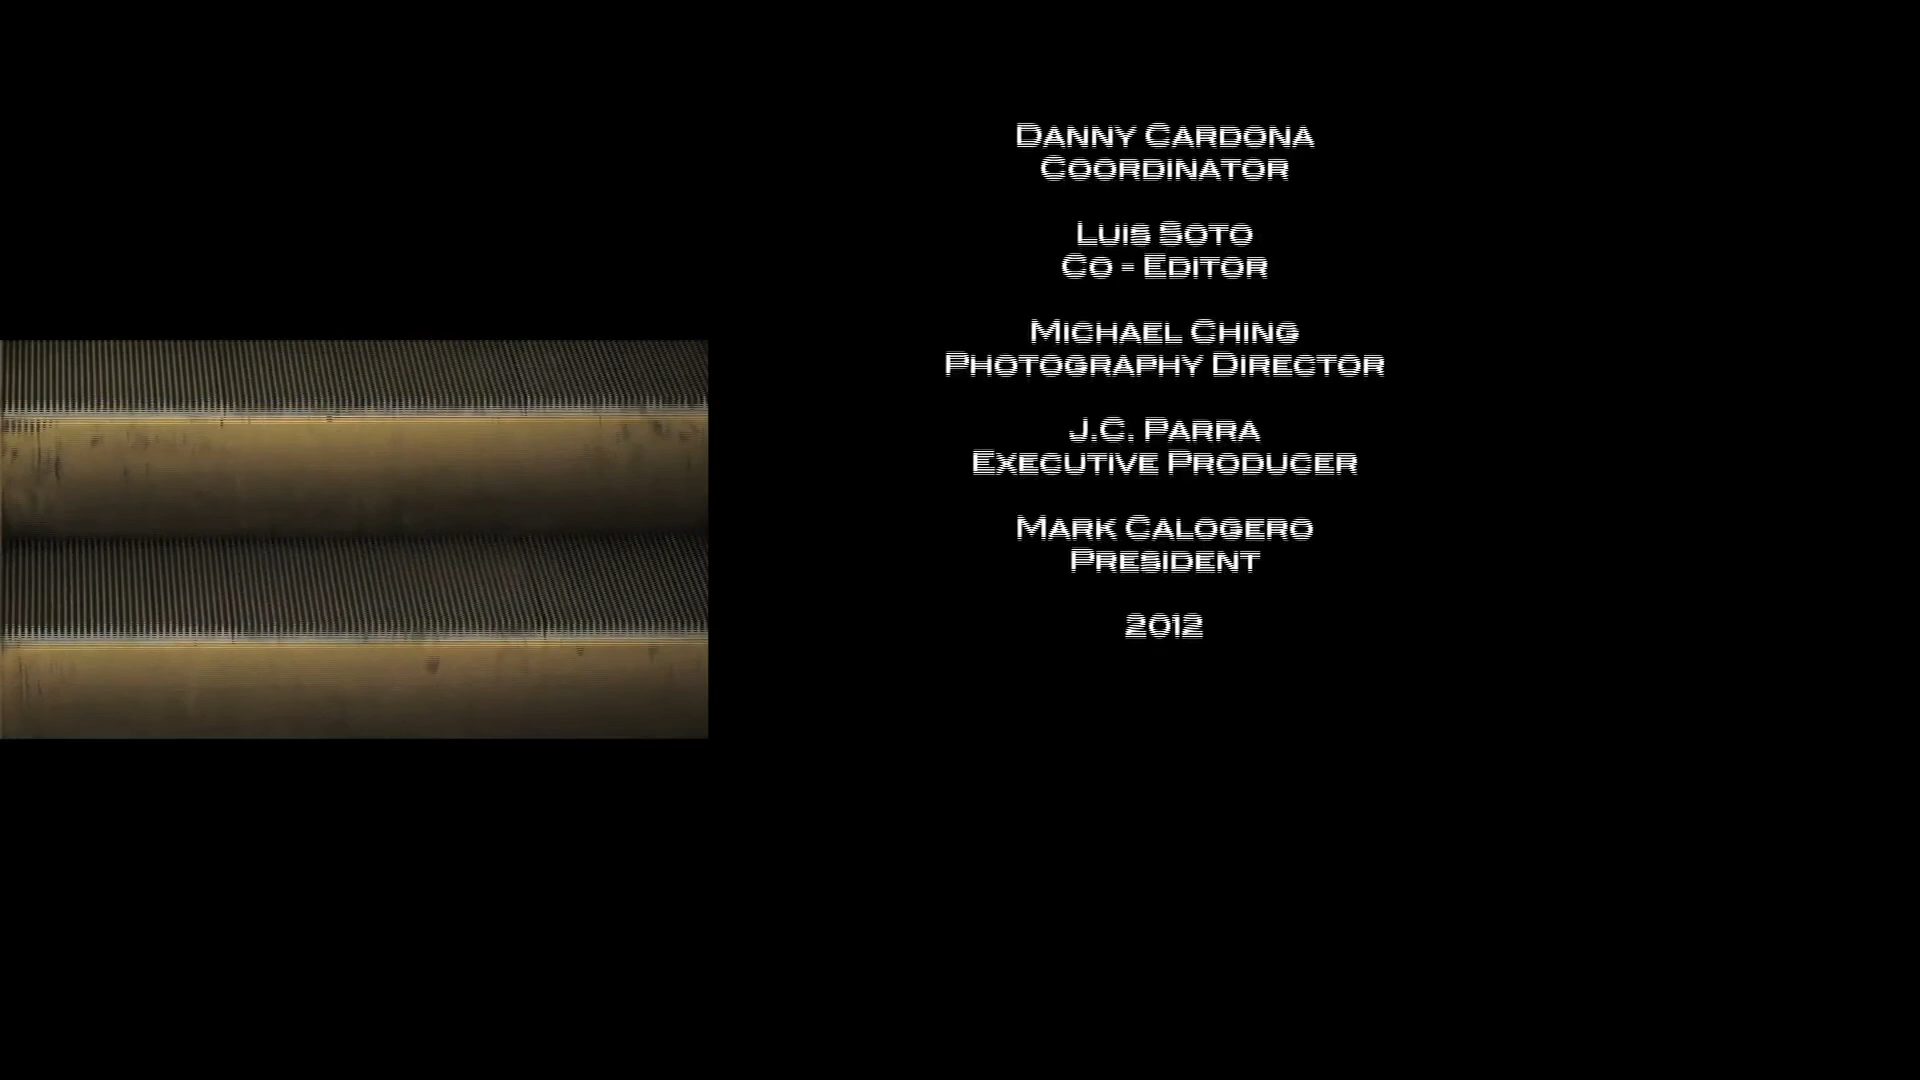 Danny Cardona
Coordinator
Luis Soto
Co - Editor
Michael Ching
Photography Director
J.C. Parra
Executive Producer
Mark Calogero
President
2012